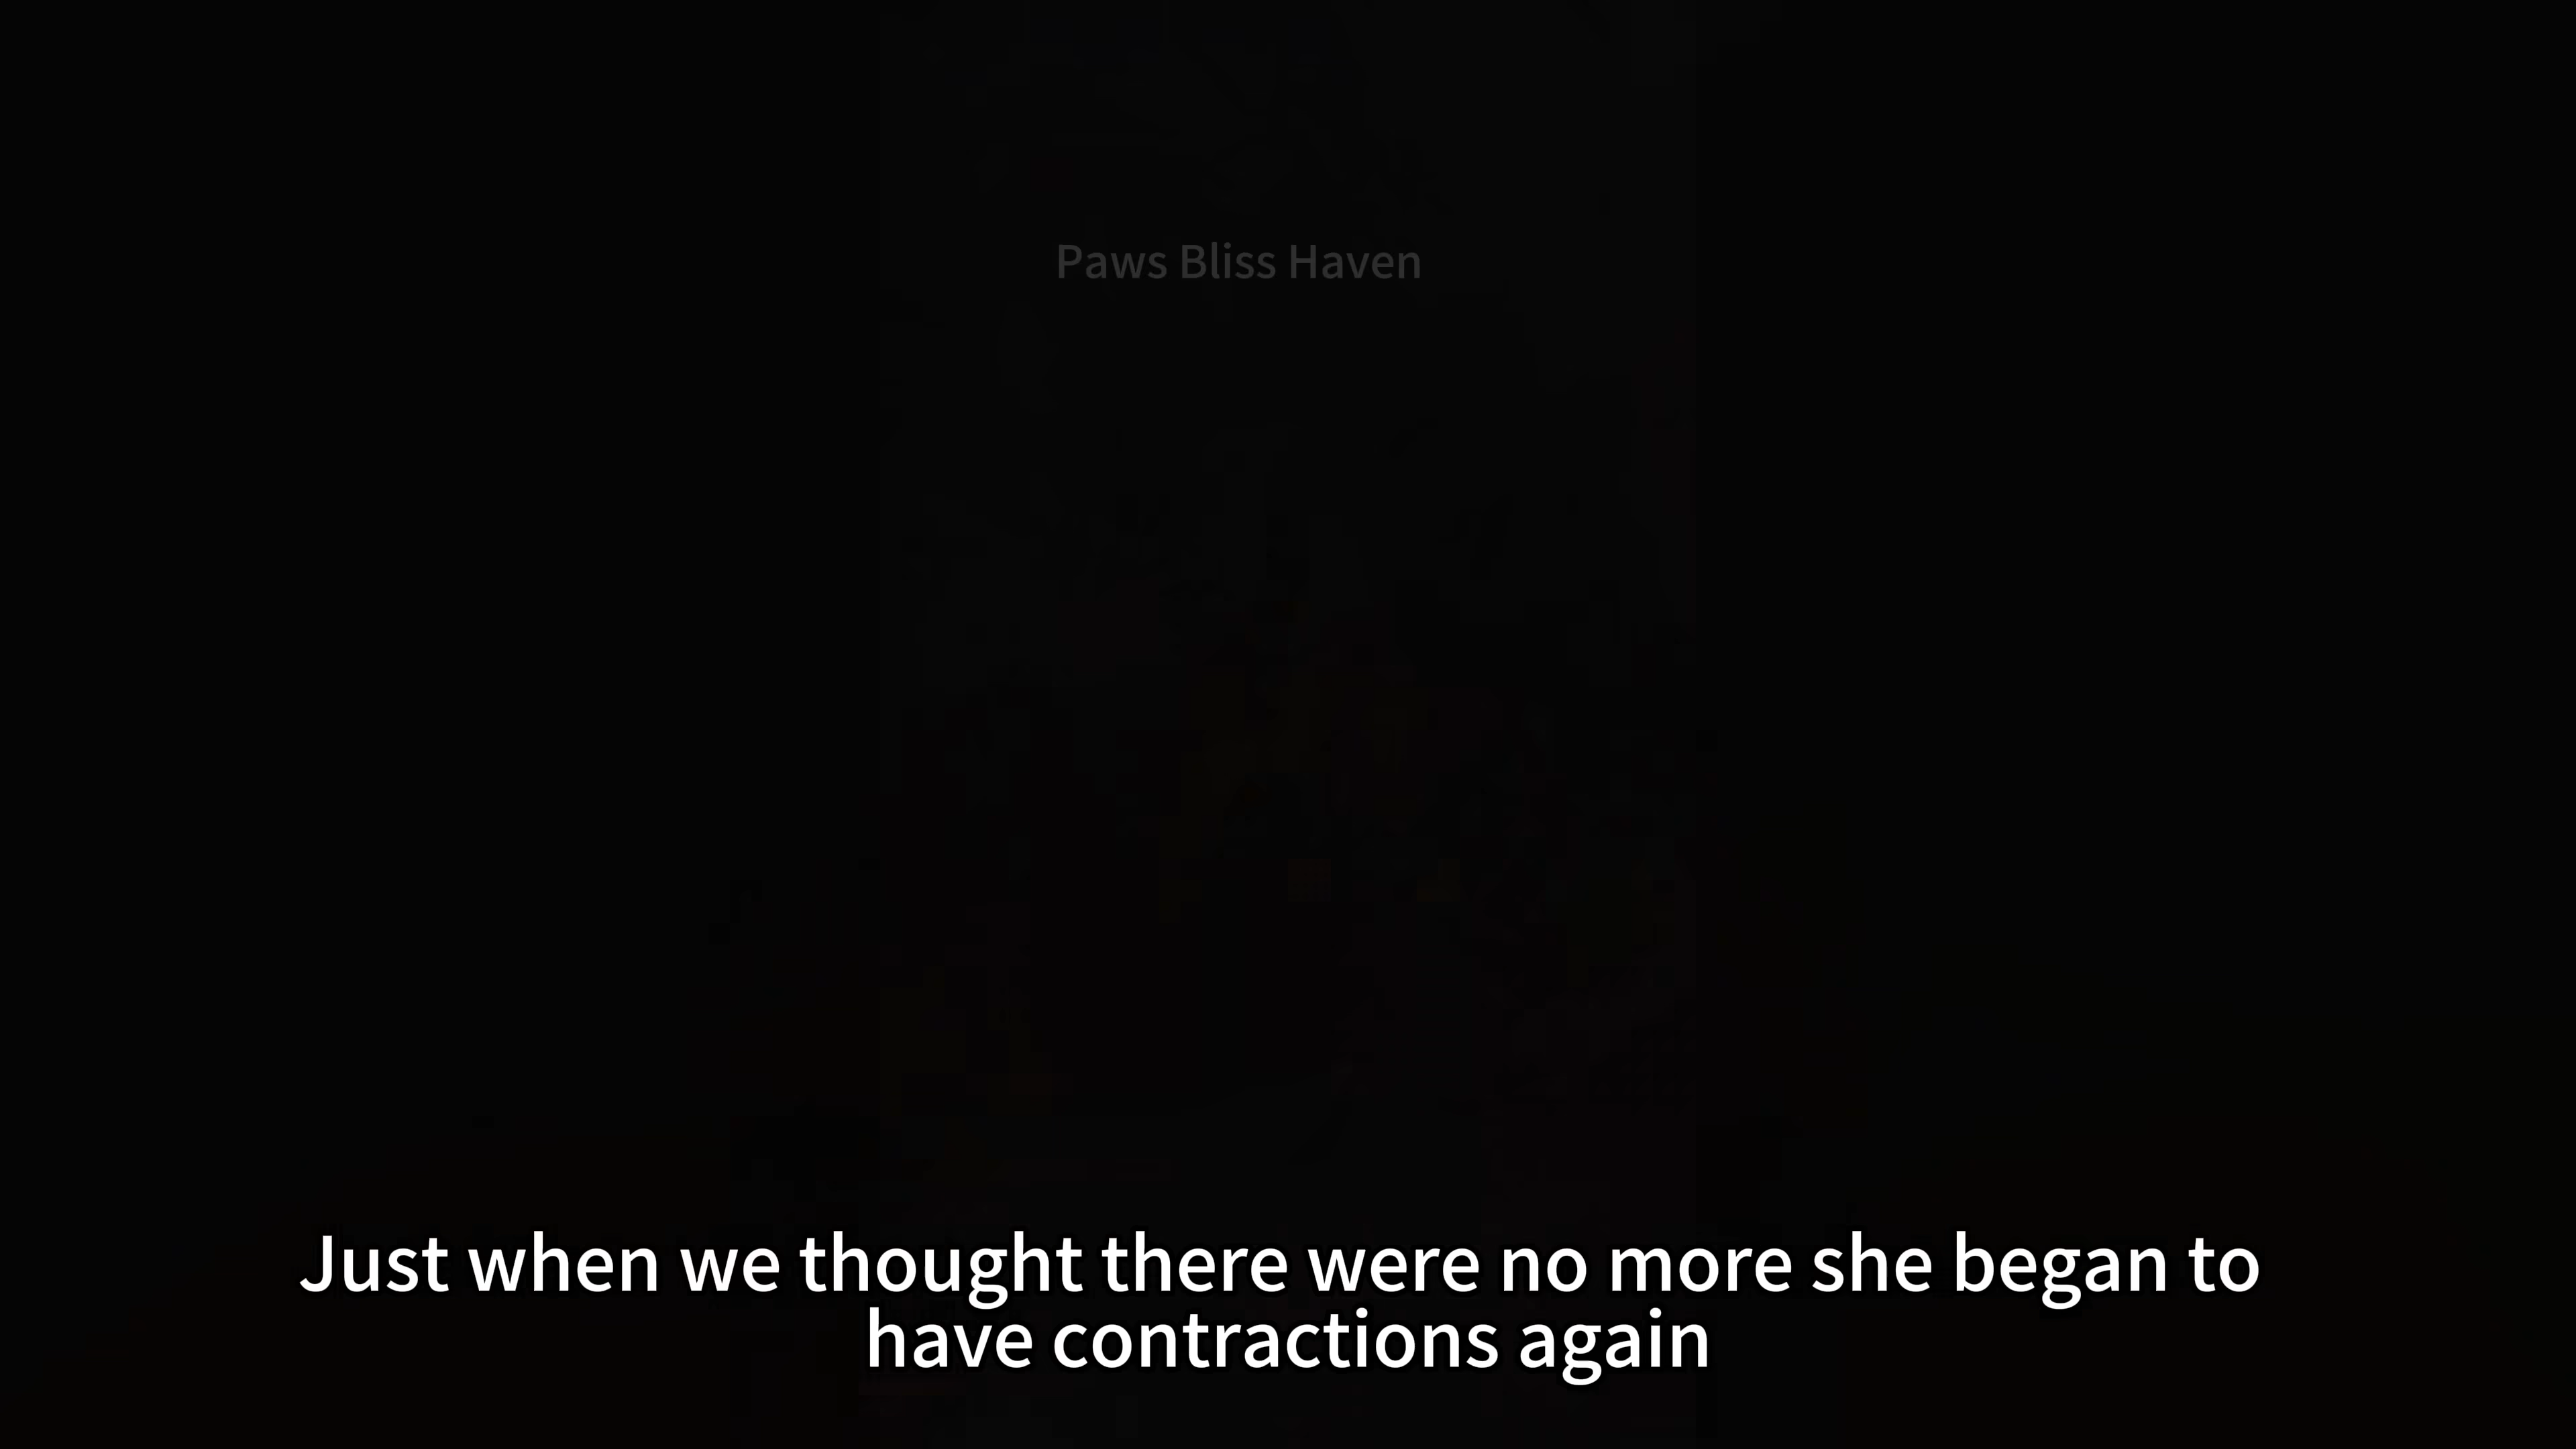 Paws Bliss Haven
Just when we thought there were no more she began to
have contractions again